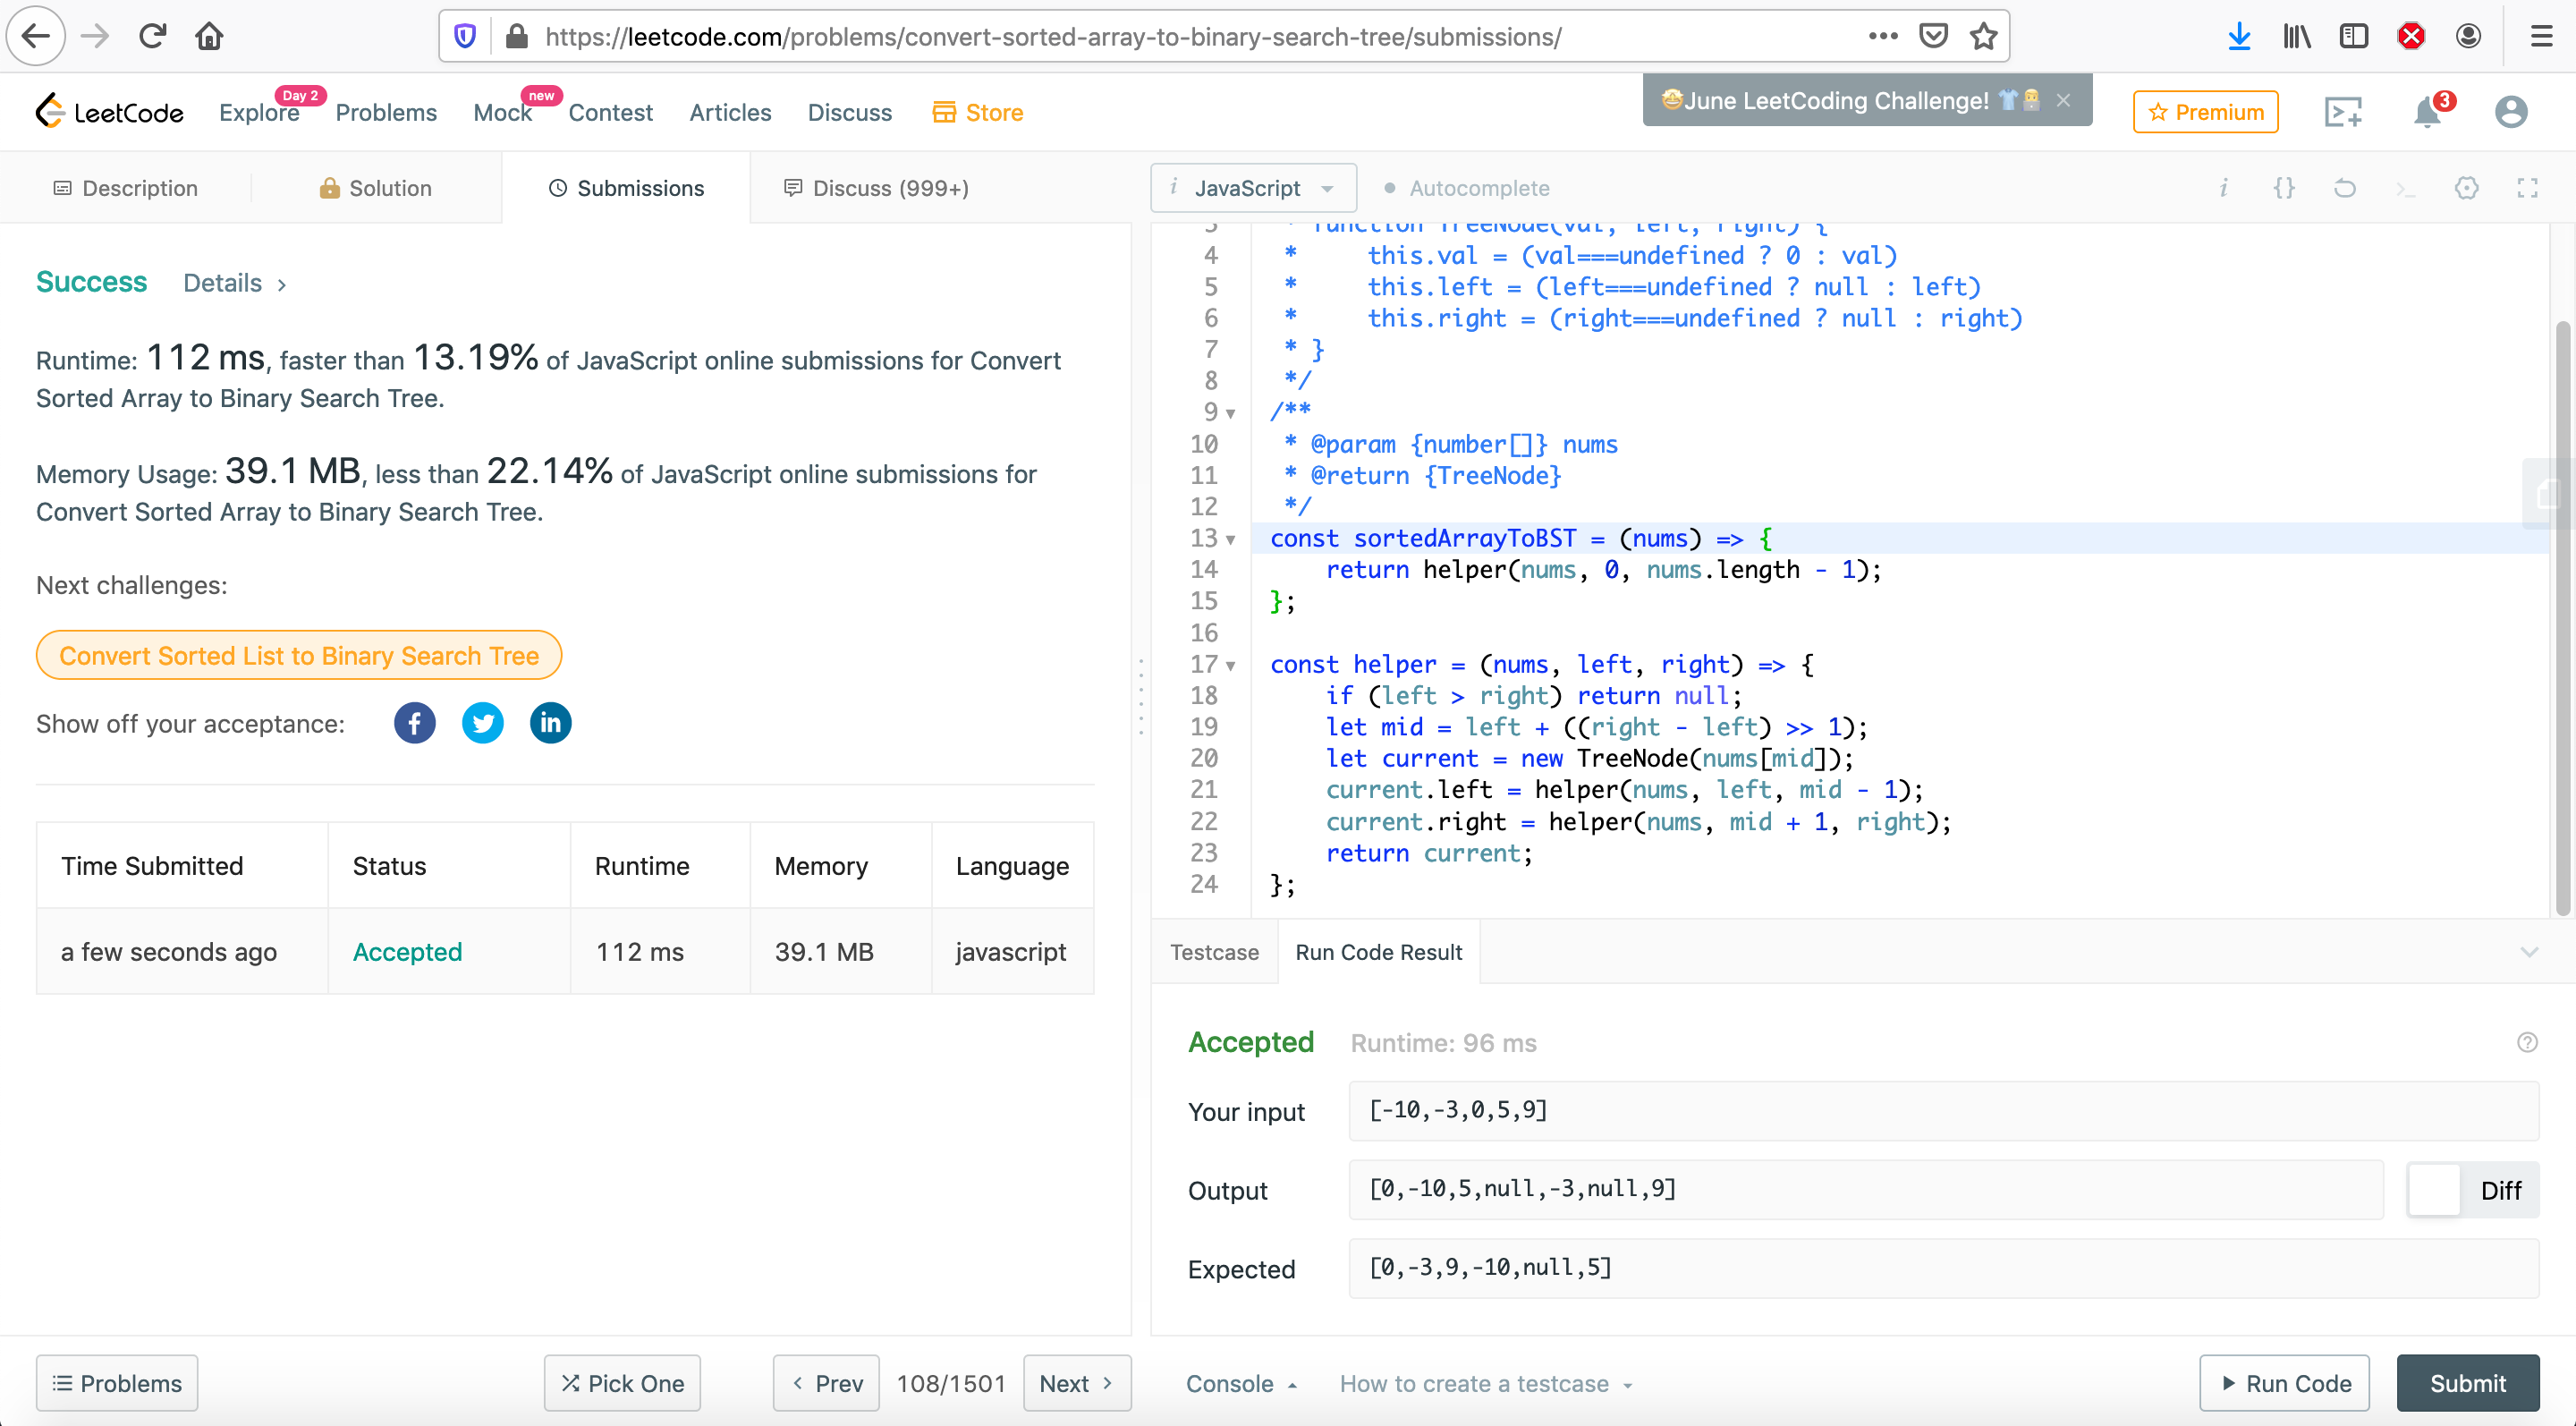 https://leetcode.com/problems/convert-sorted-array-to-binary-search-tree/submissions/
LeetCode
Explore
Day 2
Problems
Mock
new
Contest
Articles
Discuss
Store
🤩June LeetCoding Challenge!
Premium
3
Description
Solution
Submissions
Discuss (999+)
Success
Details >
Runtime: 112 ms, faster than 13.19% of JavaScript online submissions for Convert
Sorted Array to Binary Search Tree.
Memory Usage: 39.1 MB, less than 22.14% of JavaScript online submissions for
Convert Sorted Array to Binary Search Tree.
Next challenges:
Convert Sorted List to Binary Search Tree
Show off your acceptance:
Time Submitted Status Runtime Memory Language
a few seconds ago Accepted 112 ms 39.1 MB javascript
Problems
Pick One
< Prev
108/1501
Next >
i JavaScript
Autocomplete
3 * function TreeNode(val, left, right) {
4 *     this.val = (val===undefined ? 0 : val)
5 *     this.left = (left===undefined ? null : left)
6 *     this.right = (right===undefined ? null : right)
7 * }
8 */
9 /**
10 * @param {number[]} nums
11 * @return {TreeNode}
12 */
13 const sortedArrayToBST = (nums) => {
14     return helper(nums, 0, nums.length - 1);
15 };
16
17 const helper = (nums, left, right) => {
18     if (left > right) return null;
19     let mid = left + ((right - left) >> 1);
20     let current = new TreeNode(nums[mid]);
21     current.left = helper(nums, left, mid - 1);
22     current.right = helper(nums, mid + 1, right);
23     return current;
24 };
Testcase
Run Code Result
Accepted
Runtime: 96 ms
Your input
[-10,-3,0,5,9]
Output
[0,-10,5,null,-3,null,9]
Diff
Expected
[0,-3,9,-10,null,5]
Console
How to create a testcase
Run Code
Submit